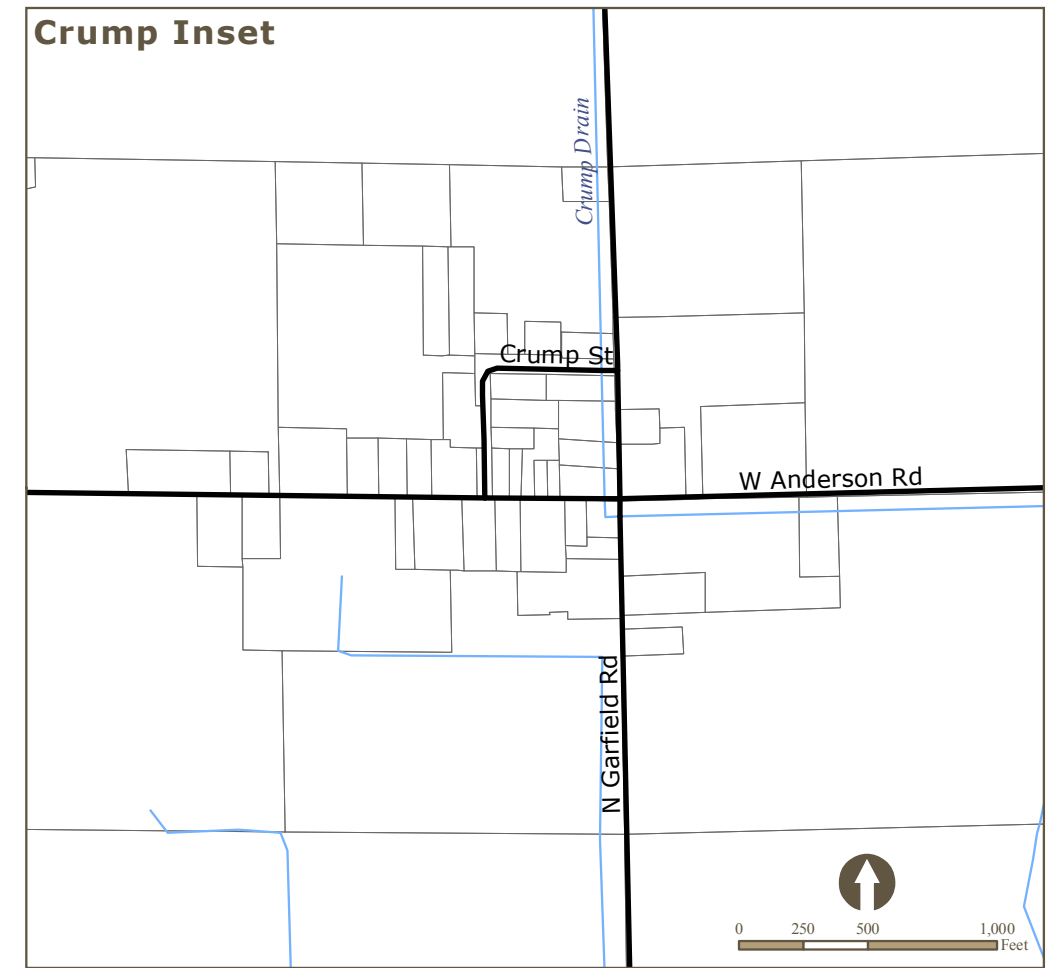 Crump Inset
Crump Drain
Crump St
W Anderson Rd
N Garfield Rd
0 250 500 1,000
Feet